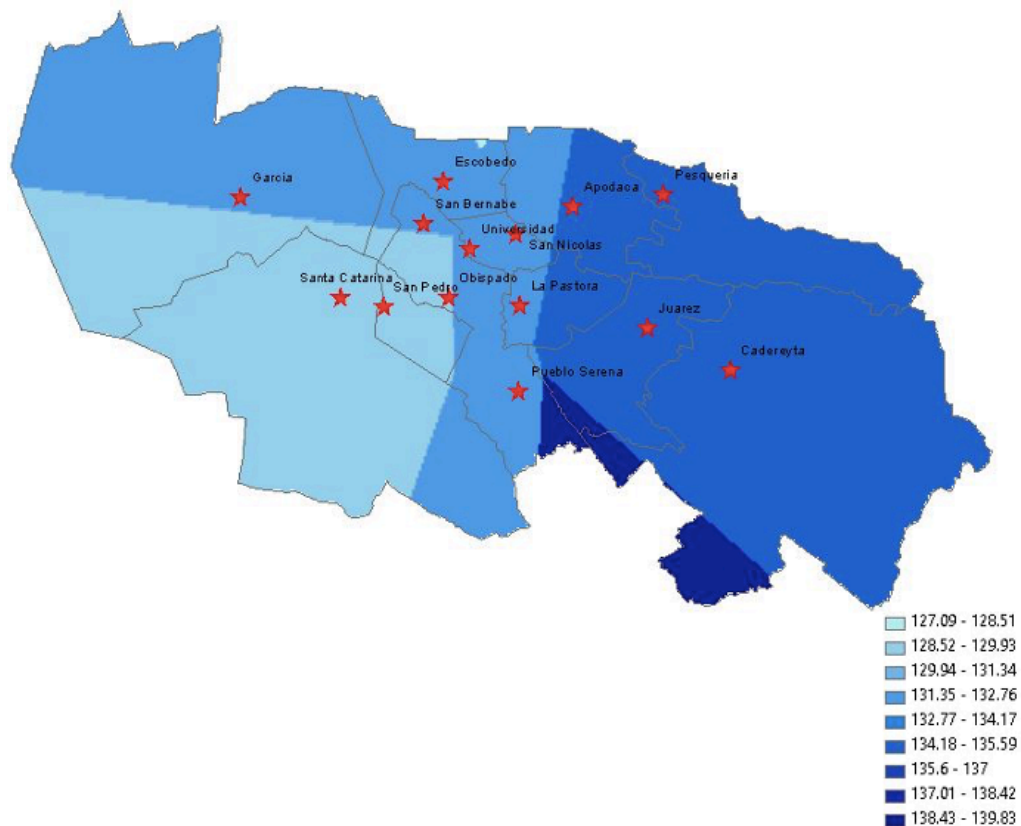 Escobedo
Garcia
Pesqueria
Apodaca
San Bernabe
Universidad
San Nicolas
Santa Catarina
San Pedro
Obispado
La Pastora
Juarez
Cadereyta
Pueblo Serena
127.09 - 128.51
128.52 - 129.93
129.94 - 131.34
131.35 - 132.76
132.77 - 134.17
134.18 - 135.59
135.6 - 137
137.01 - 138.42
138.43 - 139.83